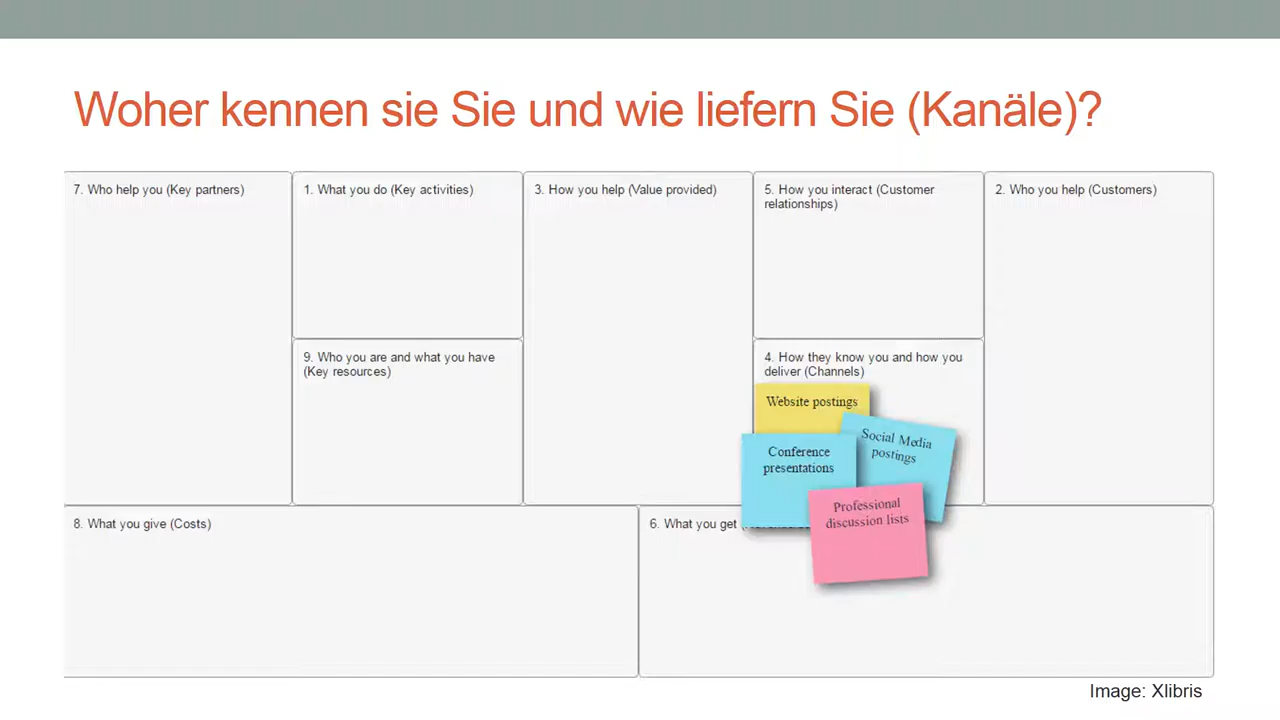 Woher kennen sie Sie und wie liefern Sie (Kanäle)?
7. Who help you (Key partners)
1. What you do (Key activities)
3. How you help (Value provided)
5. How you interact (Customer
relationships)
2. Who you help (Customers)
9. Who you are and what you have
(Key resources)
4. How they know you and how you
deliver (Channels)
Website postings
Social Media
postings
Conference
presentations
Professional
discussion lists
8. What you give (Costs)
6. What you get
Image: Xlibris